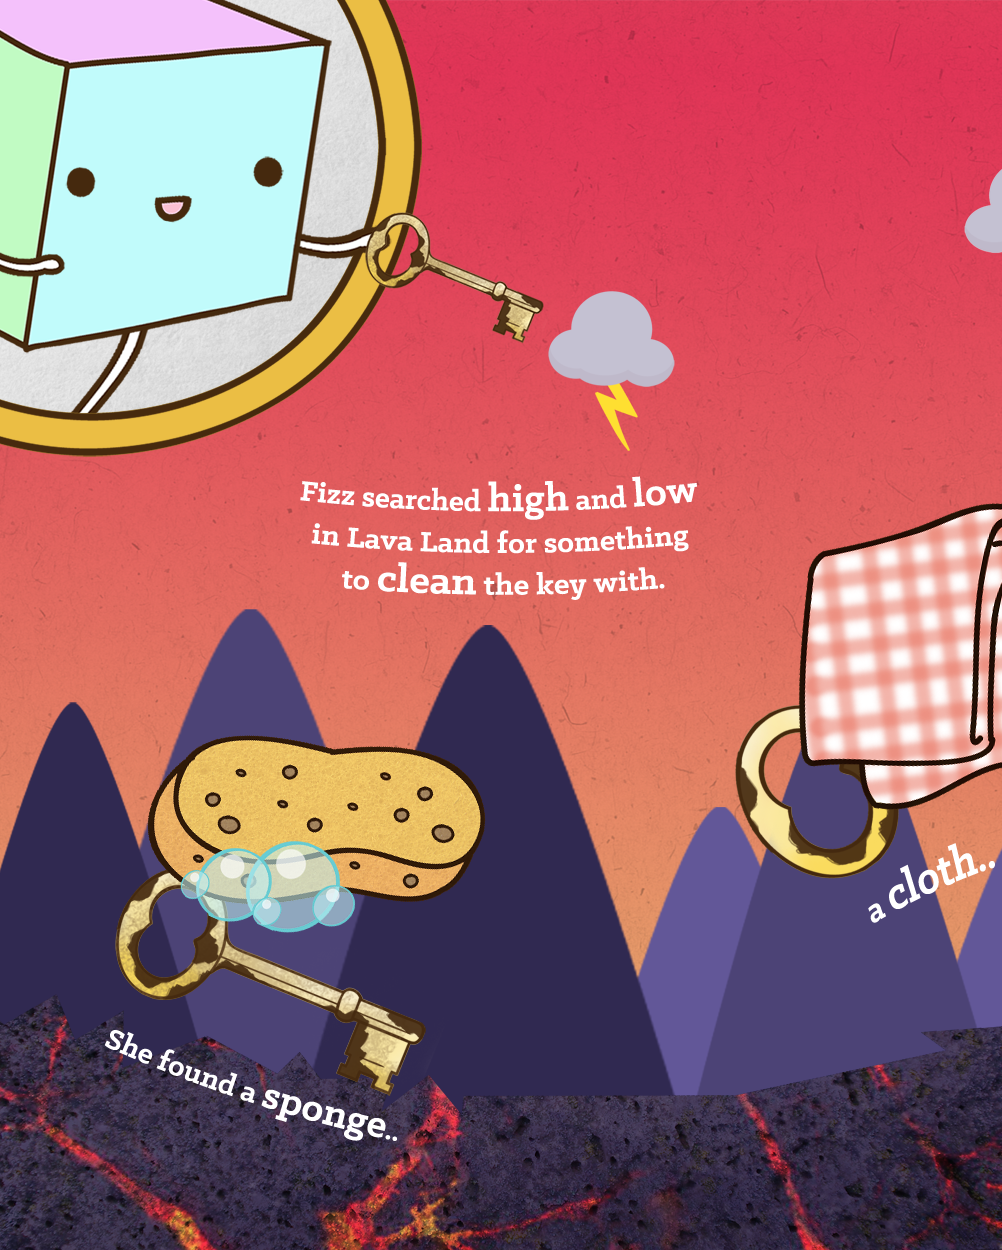 Fizz searched high and low
in Lava Land for something
to clean the key with.
She found a sponge..
a cloth..